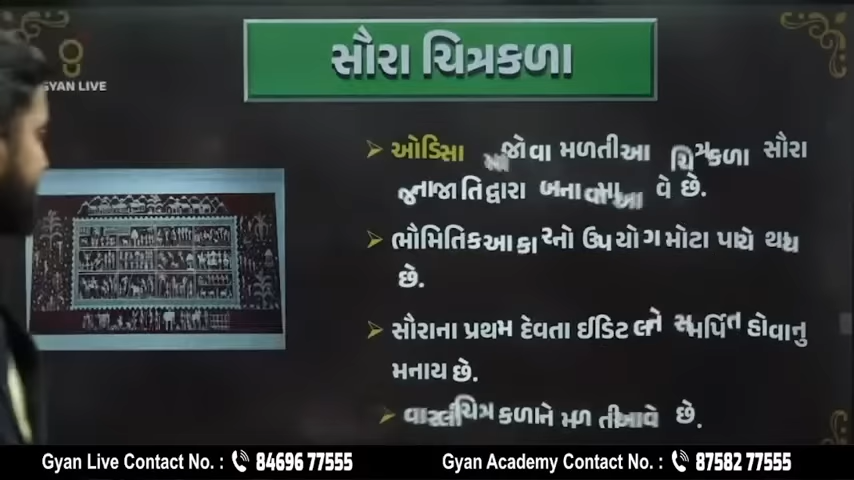 સૌરા ચિત્રકળા
GYAN LIVE
ઓડિસામાં જોવા મળતી આ ચિત્રકળા સૌરા
જનજાતિ દ્વારા બનાવવામાં આવે છે.
ભૌમિતિક આકારનો ઉપયોગ મોટા પાયે થાય
છે.
સૌરાના પ્રથમ દેવતા ઈડિટલને સમર્પિત હોવાનુ
મનાય છે.
વારલી ચિત્રકળાને મળતી આવે છે.
Gyan Live Contact No. : 84696 77555
Gyan Academy Contact No. : 87582 77555